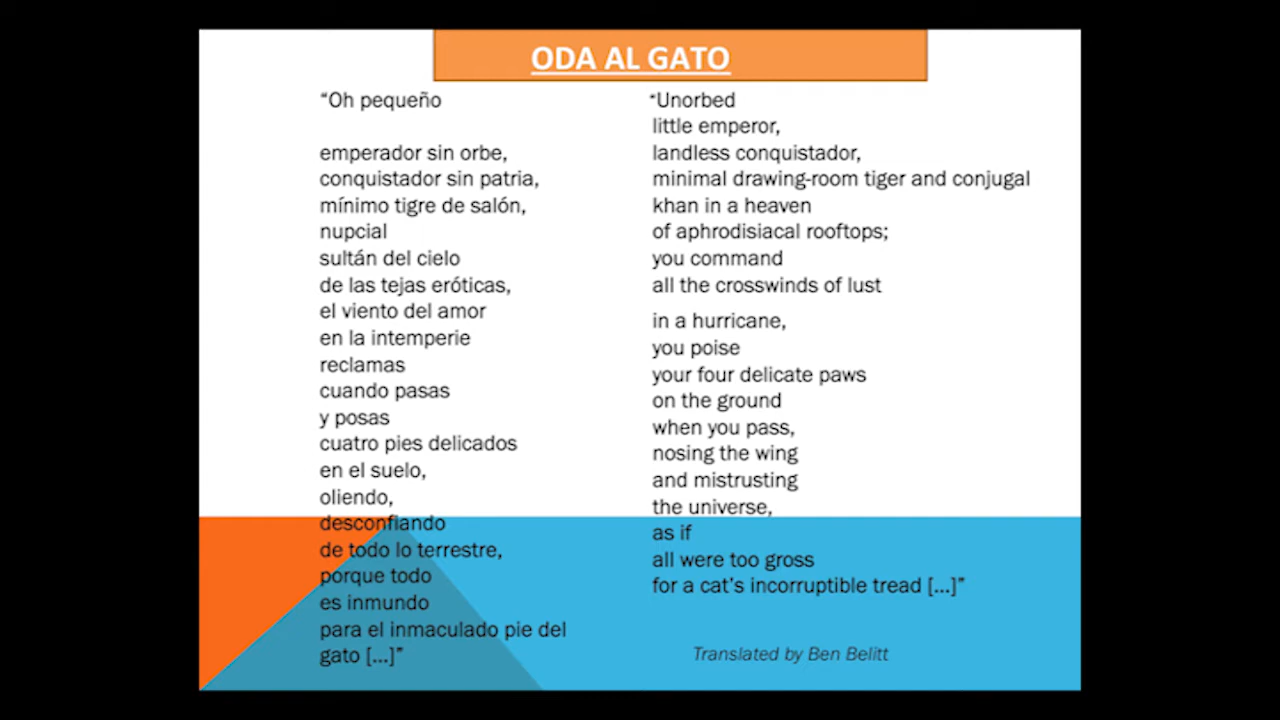 ODA AL GATO
“Oh pequeño
emperador sin orbe,
conquistador sin patria,
mínimo tigre de salón,
nupcial
sultán del cielo
de las tejas eróticas,
el viento del amor
en la intemperie
reclamas
cuando pasas
y posas
cuatro pies delicados
en el suelo,
oliendo,
desconfiando
de todo lo terrestre,
porque todo
es inmundo
para el inmaculado pie del
gato [...]”
“Unorbed
little emperor,
landless conquistador,
minimal drawing-room tiger and conjugal
khan in a heaven
of aphrodisiacal rooftops;
you command
all the crosswinds of lust
in a hurricane,
you poise
your four delicate paws
on the ground
when you pass,
nosing the wing
and mistrusting
the universe,
as if
all were too gross
for a cat's incorruptible tread [...]”
Translated by Ben Belitt